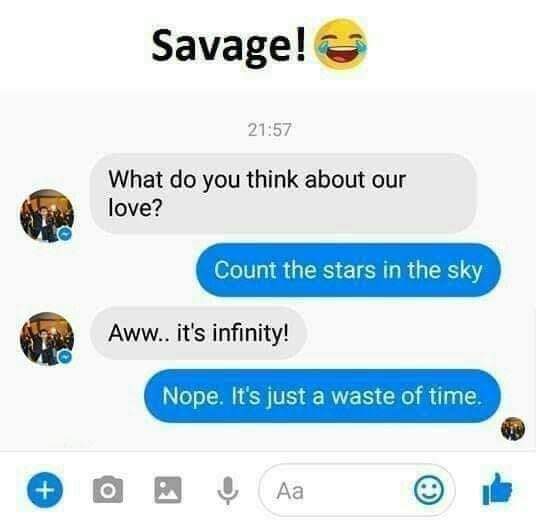 Savage!😂
21:57
What do you think about our
love?
Count the stars in the sky
Aww.. it's infinity!
Nope. It's just a waste of time.
Aa